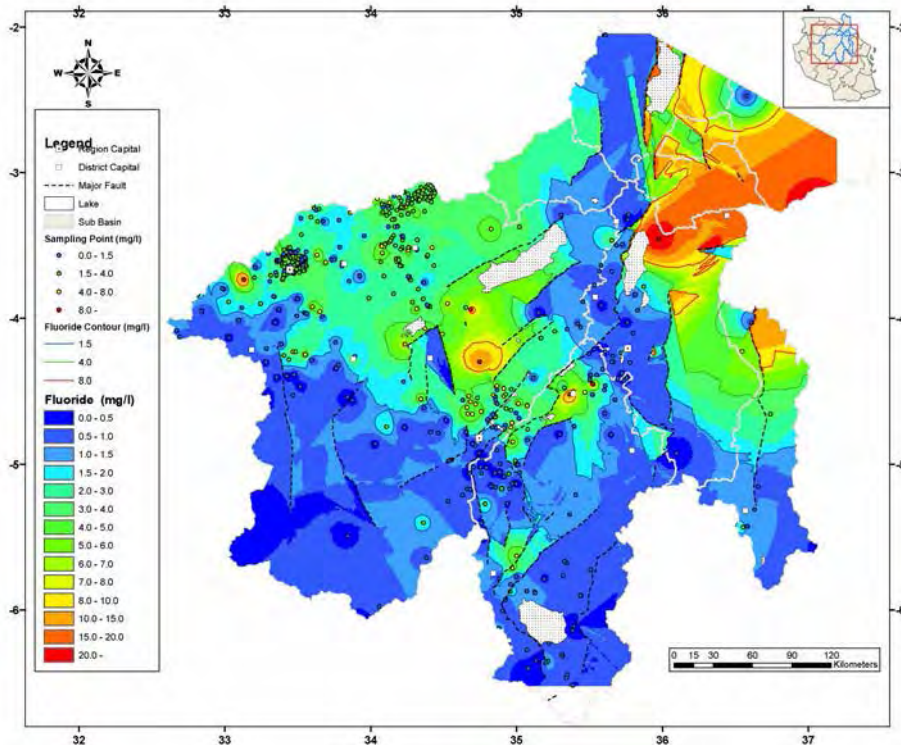 32 33 34 35 36 37
-2 -2
N
W E
S
-3 -3
Legend
Region Capital
District Capital
Major Fault
Lake
Sub Basin
Sampling Point (mg/l)
0.0 - 1.5
1.5 - 4.0
4.0 - 8.0
8.0 -
Fluoride Contour (mg/l)
1.5
4.0
8.0
Fluoride (mg/l)
0.0 - 0.5
0.5 - 1.0
1.0 - 1.5
1.5 - 2.0
2.0 - 3.0
3.0 - 4.0
4.0 - 5.0
5.0 - 6.0
6.0 - 7.0
7.0 - 8.0
8.0 - 10.0
10.0 - 15.0
15.0 - 20.0
20.0 -
-4 -4
-5 -5
-6 -6
0 15 30 60 90 120
Kilometers
32 33 34 35 36 37